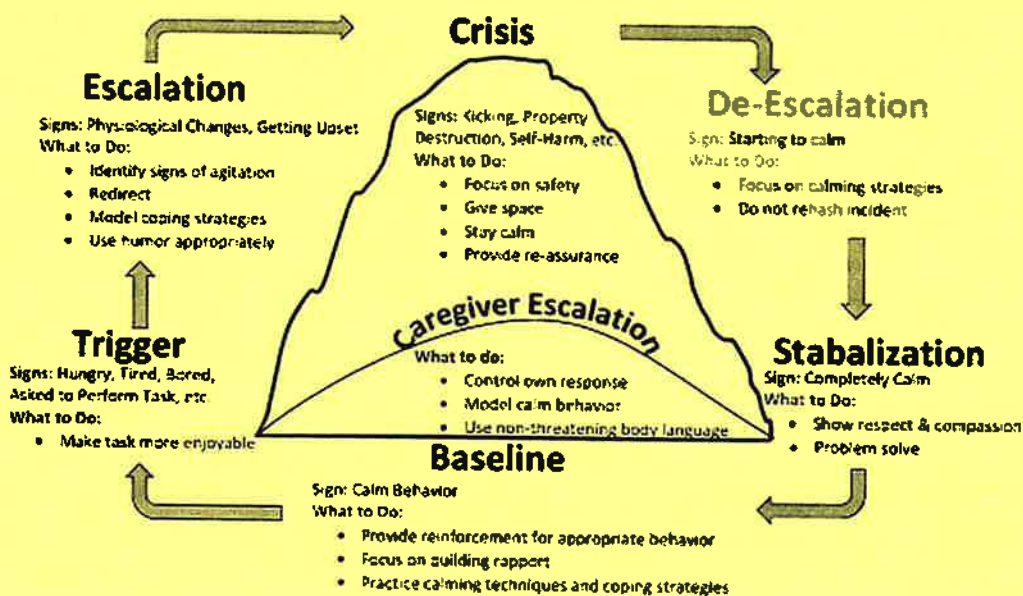 Crisis
Signs: Kicking, Property
Destruction, Self-Harm, etc.
What to Do:
• Focus on safety
• Give space
• Stay calm
• Provide re-assurance
Escalation
Signs: Physiological Changes, Getting Upset
What to Do:
• Identify signs of agitation
• Redirect
• Model coping strategies
• Use humor appropriately
De-Escalation
Sign: Starting to calm
What to Do:
• Focus on calming strategies
• Do not rehash incident
Trigger
Signs: Hungry, Tired, Bored,
Asked to Perform Task, etc.
What to Do:
• Make task more enjoyable
Caregiver Escalation
What to do:
• Control own response
• Model calm behavior
• Use non-threatening body language
Stabalization
Sign: Completely Calm
What to Do:
• Show respect & compassion
• Problem solve
Baseline
Sign: Calm Behavior
What to Do:
• Provide reinforcement for appropriate behavior
• Focus on building rapport
• Practice calming techniques and coping strategies